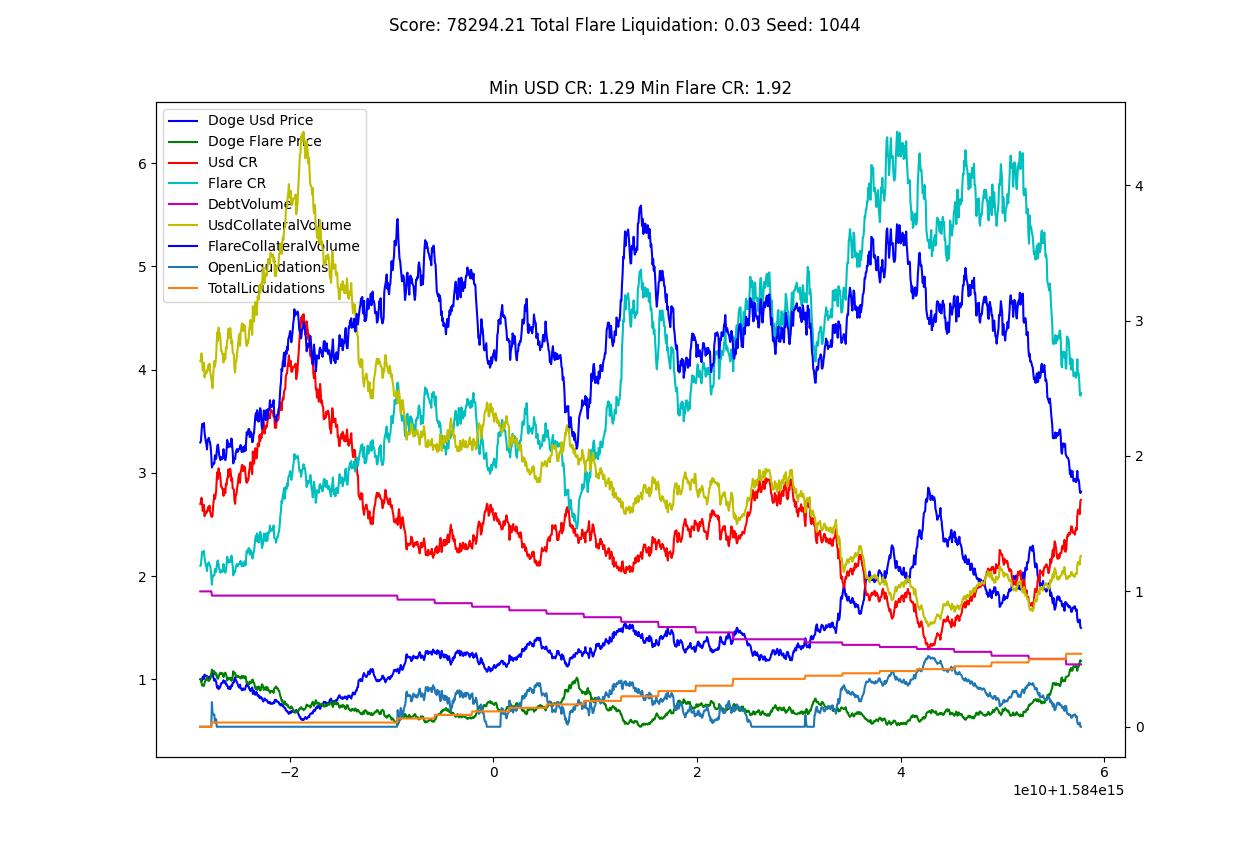 Score: 78294.21 Total Flare Liquidation: 0.03 Seed: 1044
Min USD CR: 1.29 Min Flare CR: 1.92
Doge Usd Price
Doge Flare Price
Usd CR
Flare CR
DebtVolume
UsdCollateralVolume
FlareCollateralVolume
OpenLiquidations
TotalLiquidations
6
5
4
3
2
1
4
3
2
1
0
−2
0
2
4
6
1e10+1.584e15